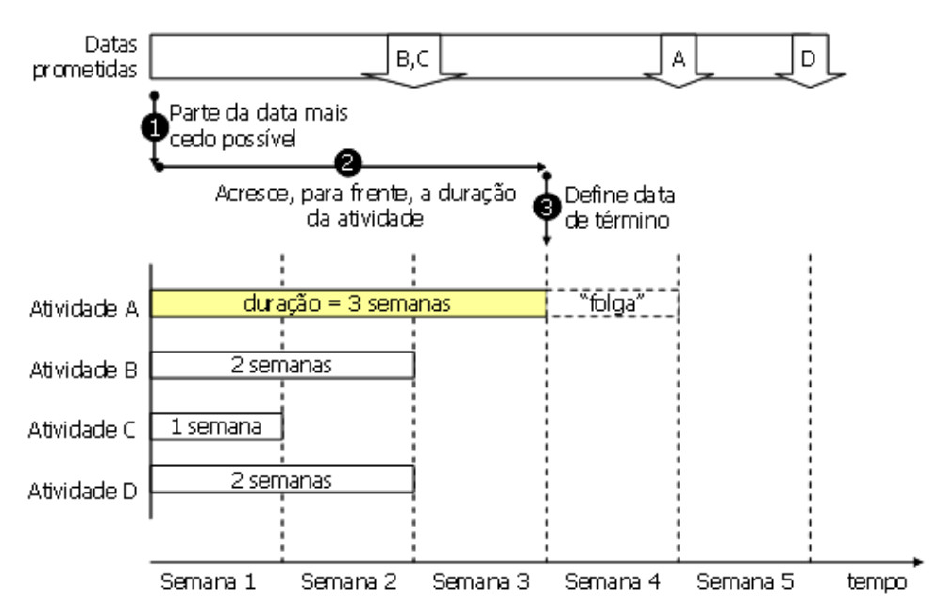 Datas
prometidas
B,C
A
D
1
Parte da data mais
cedo possível
2
Acresce, para frente, a duração
da atividade
3
Define data
de término
Atividade A
duração = 3 semanas
"folga"
Atividade B
2 semanas
Atividade C
1 semana
Atividade D
2 semanas
Semana 1
Semana 2
Semana 3
Semana 4
Semana 5
tempo